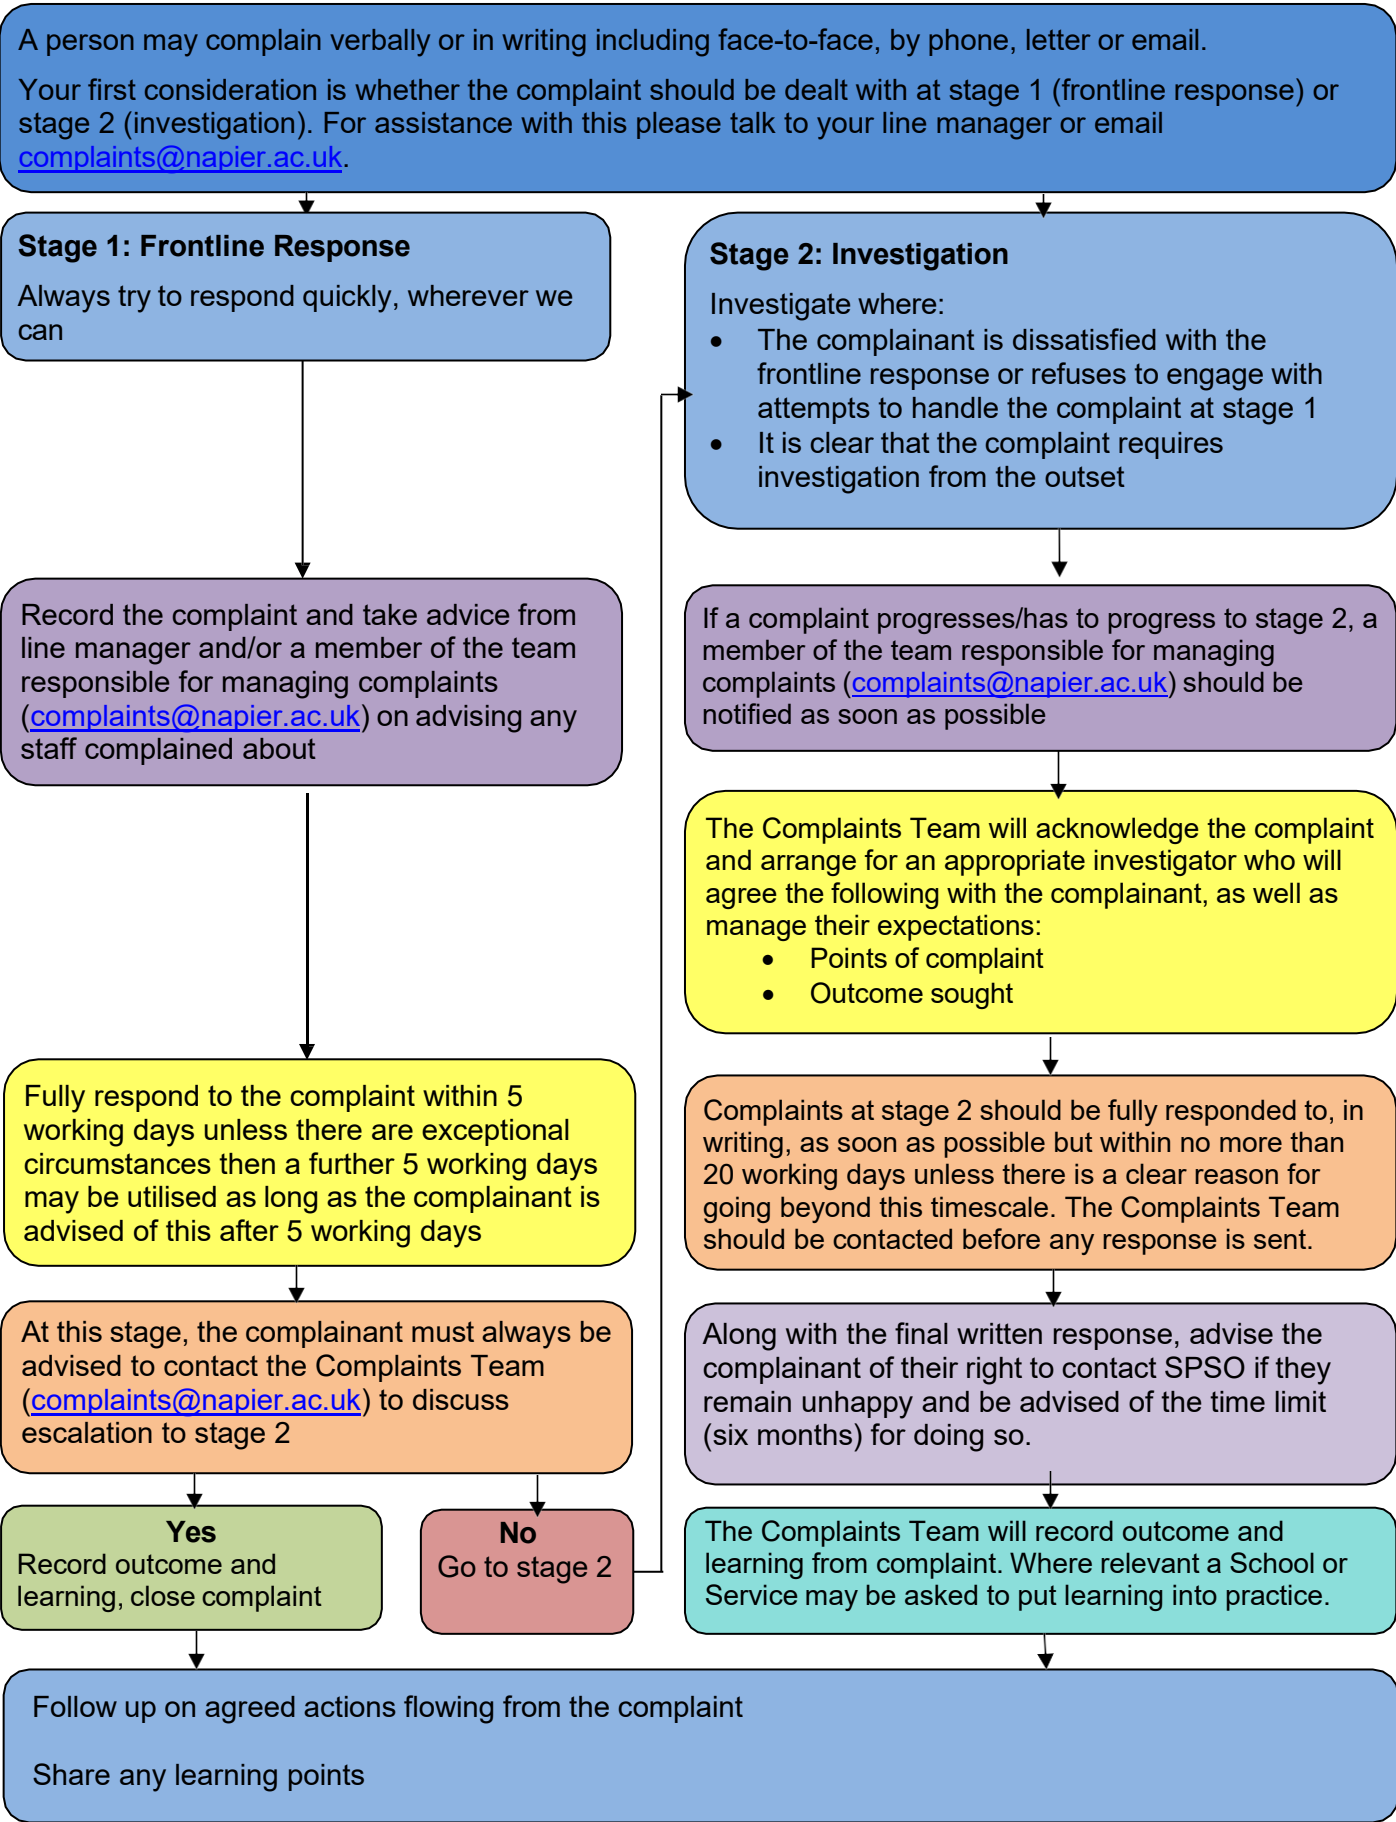 A person may complain verbally or in writing including face-to-face, by phone, letter or email.
Your first consideration is whether the complaint should be dealt with at stage 1 (frontline response) or
stage 2 (investigation). For assistance with this please talk to your line manager or email
complaints@napier.ac.uk.
Stage 1: Frontline Response
Always try to respond quickly, wherever we
can
Record the complaint and take advice from
line manager and/or a member of the team
responsible for managing complaints
(complaints@napier.ac.uk) on advising any
staff complained about
Fully respond to the complaint within 5
working days unless there are exceptional
circumstances then a further 5 working days
may be utilised as long as the complainant is
advised of this after 5 working days
At this stage, the complainant must always be
advised to contact the Complaints Team
(complaints@napier.ac.uk) to discuss
escalation to stage 2
Yes
Record outcome and
learning, close complaint
No
Go to stage 2
Stage 2: Investigation
Investigate where:
• The complainant is dissatisfied with the
frontline response or refuses to engage with
attempts to handle the complaint at stage 1
• It is clear that the complaint requires
investigation from the outset
If a complaint progresses/has to progress to stage 2, a
member of the team responsible for managing
complaints (complaints@napier.ac.uk) should be
notified as soon as possible
The Complaints Team will acknowledge the complaint
and arrange for an appropriate investigator who will
agree the following with the complainant, as well as
manage their expectations:
• Points of complaint
• Outcome sought
Complaints at stage 2 should be fully responded to, in
writing, as soon as possible but within no more than
20 working days unless there is a clear reason for
going beyond this timescale. The Complaints Team
should be contacted before any response is sent.
Along with the final written response, advise the
complainant of their right to contact SPSO if they
remain unhappy and be advised of the time limit
(six months) for doing so.
The Complaints Team will record outcome and
learning from complaint. Where relevant a School or
Service may be asked to put learning into practice.
Follow up on agreed actions flowing from the complaint
Share any learning points